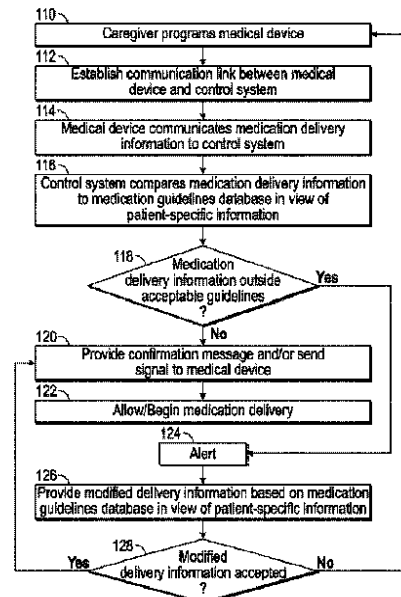 110
Caregiver programs medical device
112
Establish communication link between medical
device and control system
114
Medical device communicates medication delivery
information to control system
116
Control system compares medication delivery information
to medication guidelines database in view of
patient-specific information
118
Medication
delivery information outside
acceptable guidelines
?
Yes
No
120
Provide confirmation message and/or send
signal to medical device
122
Allow/Begin medication delivery
124
Alert
126
Provide modified delivery information based on medication
guidelines database in view of patient-specific information
128
Yes
Modified
delivery information accepted
?
No